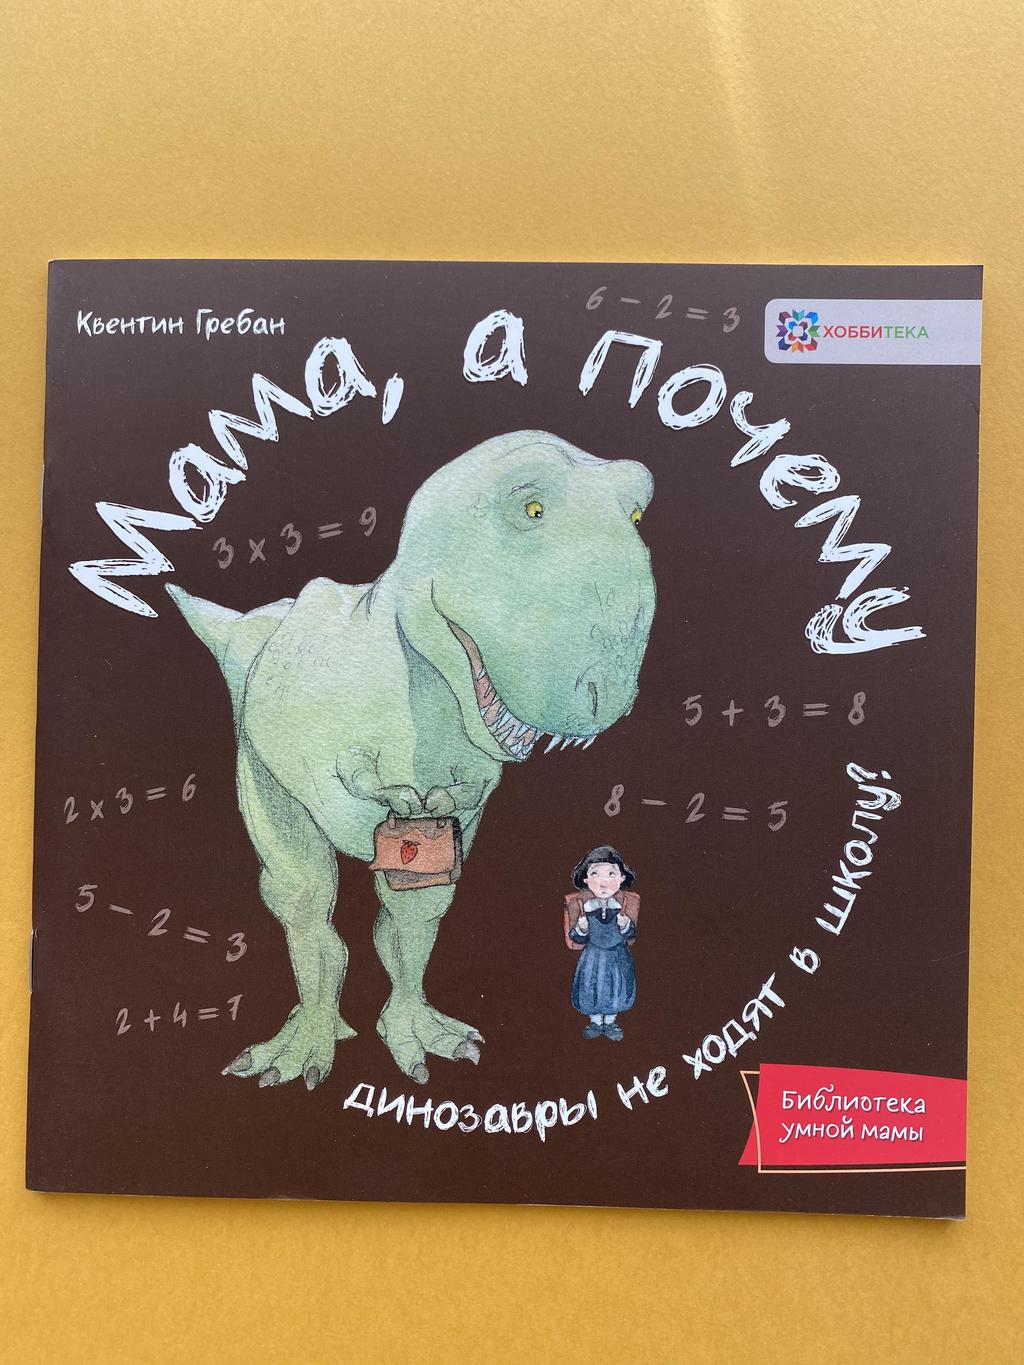 Квентин Гребан
6 - 2 = 3
ХОББИТЕКА
Мама, а почему
3 x 3 = 9
5 + 3 = 8
2 x 3 = 6
8 - 2 = 5
5 - 2 = 3
2 + 4 = 7
динозавры не ходят в школу?
Библиотека
умной мамы